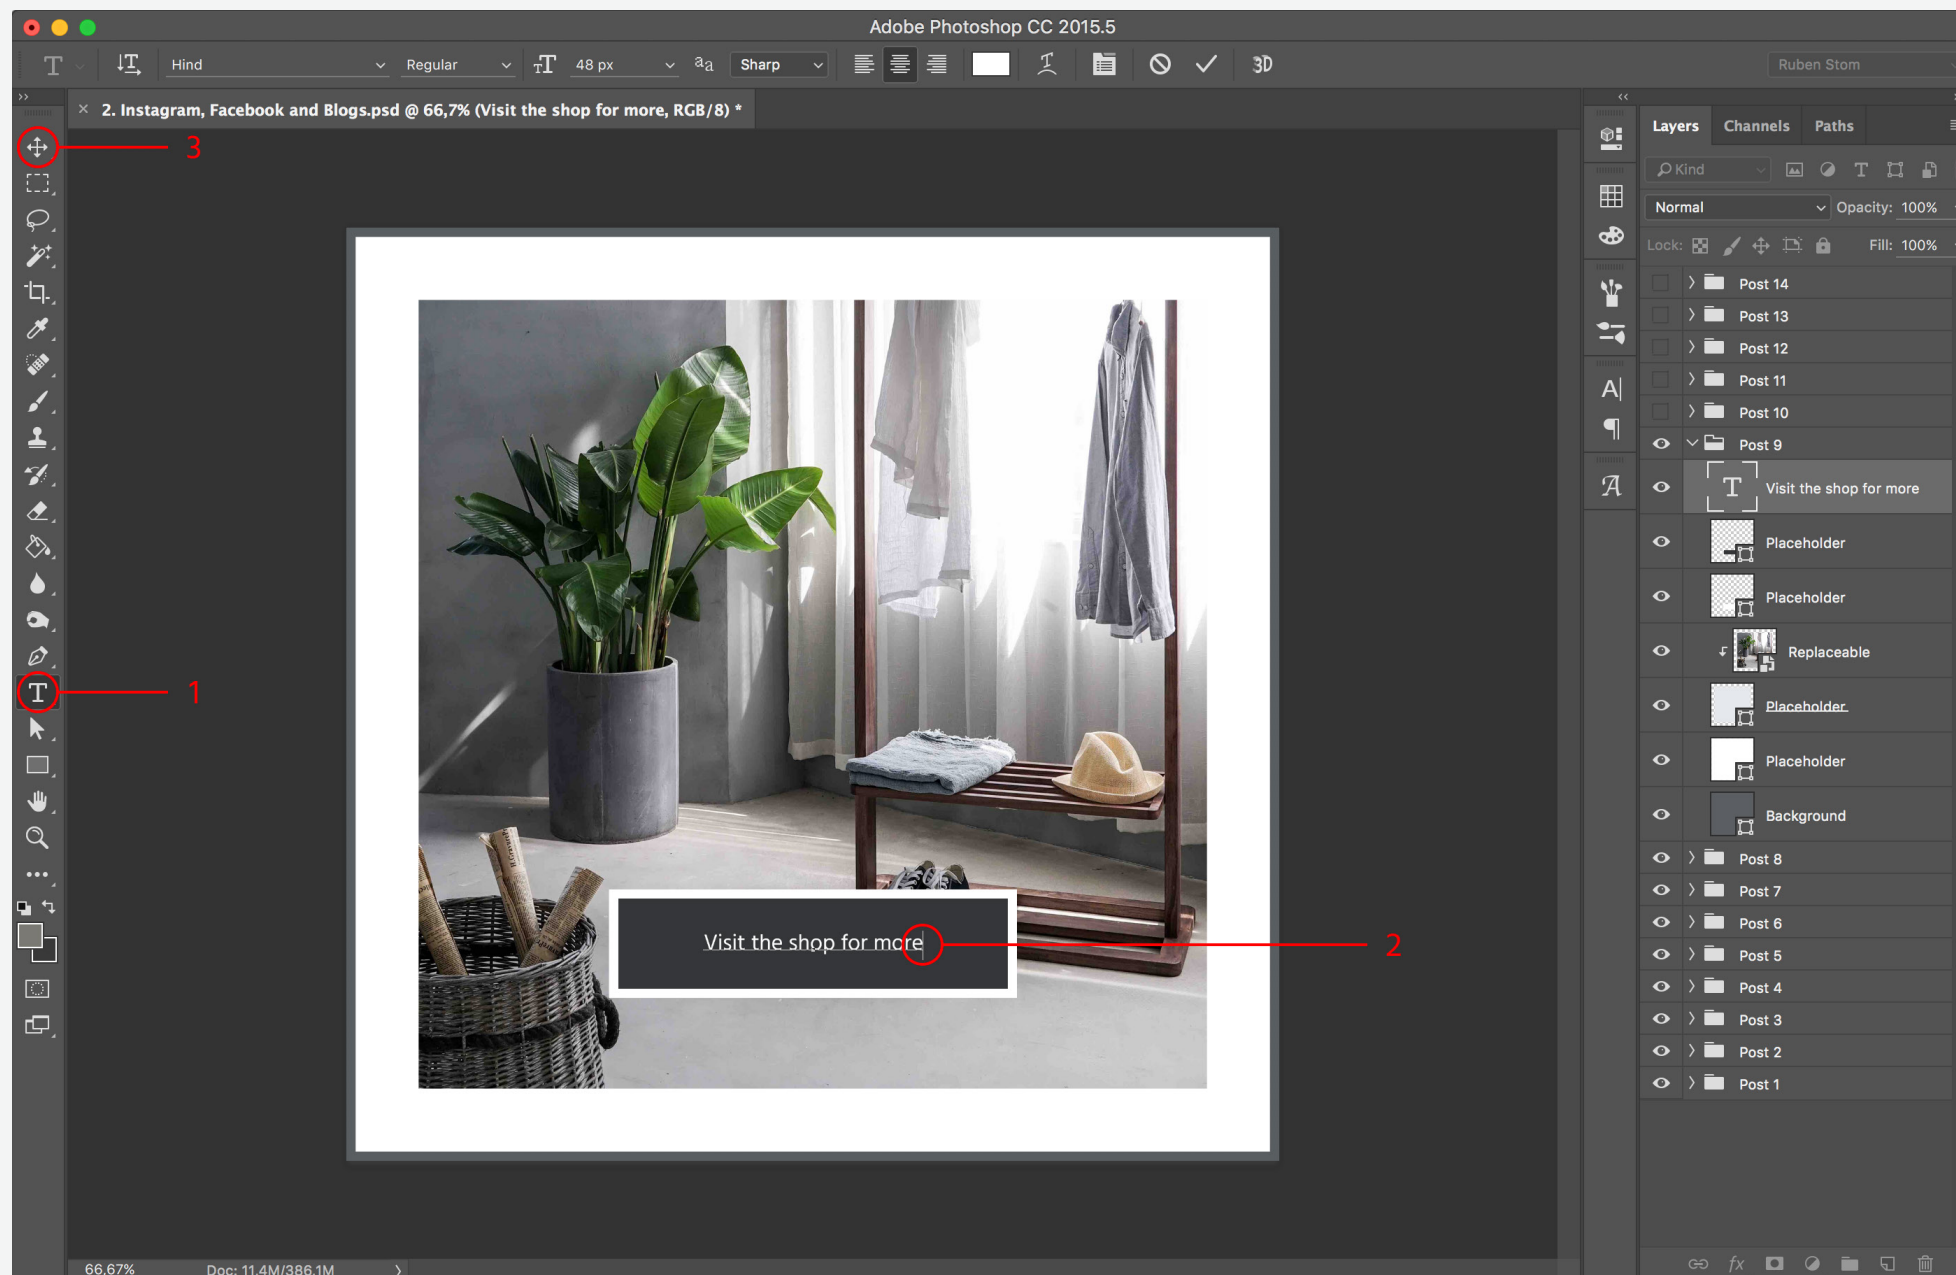 Adobe Photoshop CC 2015.5
Hind Regular 48 px Sharp 3D Ruben Stom
2. Instagram, Facebook and Blogs.psd @ 66,7% (Visit the shop for more, RGB/8) *
Layers Channels Paths
Kind
Normal Opacity: 100%
Lock: Fill: 100%
Post 14
Post 13
Post 12
Post 11
Post 10
Post 9
Visit the shop for more
Placeholder
Placeholder
Replaceable
Placeholder
Placeholder
Background
Post 8
Post 7
Post 6
Post 5
Post 4
Post 3
Post 2
Post 1
3
1
Visit the shop for more
2
66,67% Doc: 11,4M/386,1M
fx